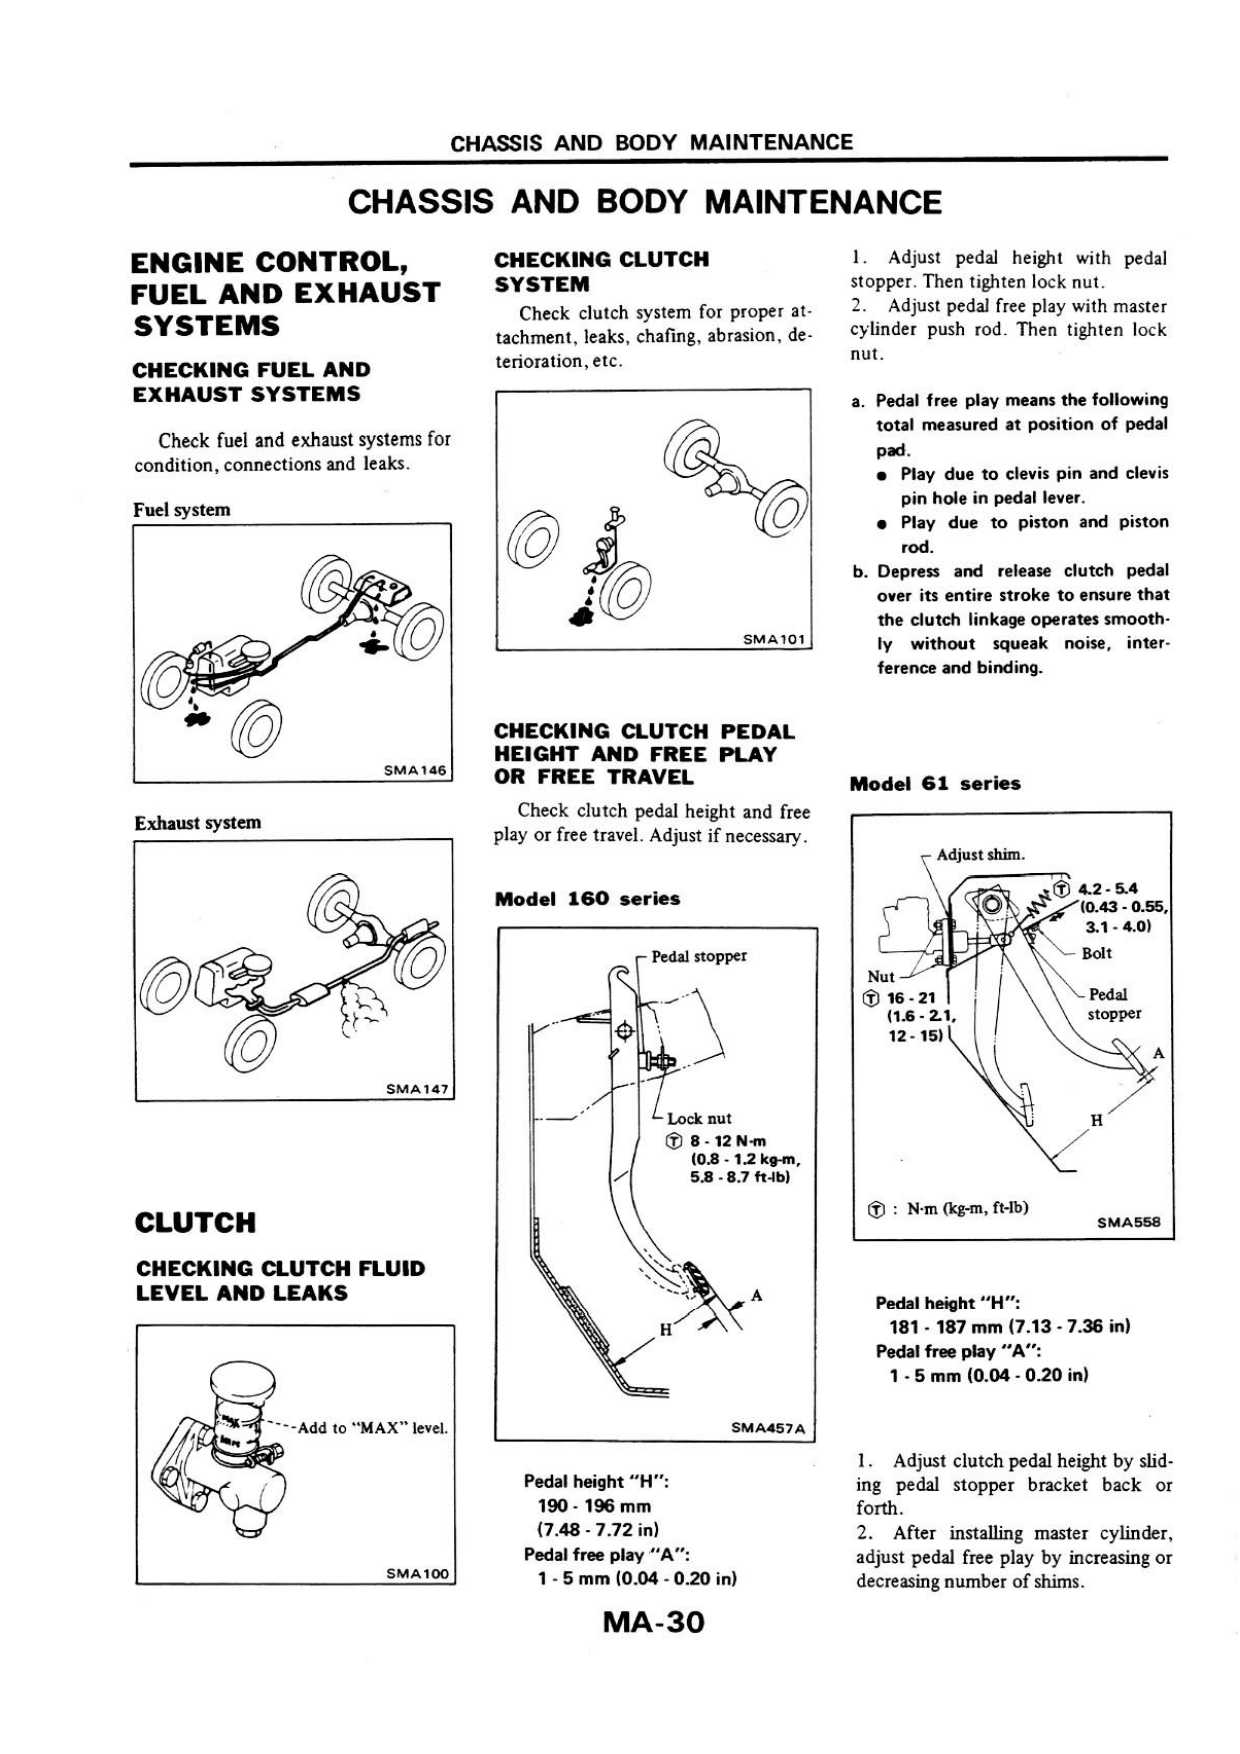 CHASSIS AND BODY MAINTENANCE
CHASSIS AND BODY MAINTENANCE
ENGINE CONTROL,
FUEL AND EXHAUST
SYSTEMS
CHECKING FUEL AND
EXHAUST SYSTEMS
Check fuel and exhaust systems for
condition, connections and leaks.
Fuel system
SMA146
Exhaust system
SMA147
CLUTCH
CHECKING CLUTCH FLUID
LEVEL AND LEAKS
MAX
MIN
Add to "MAX" level.
SMA100
CHECKING CLUTCH
SYSTEM
Check clutch system for proper at-
tachment, leaks, chafing, abrasion, de-
terioration, etc.
SMA101
CHECKING CLUTCH PEDAL
HEIGHT AND FREE PLAY
OR FREE TRAVEL
Check clutch pedal height and free
play or free travel. Adjust if necessary.
Model 160 series
Pedal stopper
Lock nut
Ⓣ 8 - 12 N·m
(0.8 - 1.2 kg-m,
5.8 - 8.7 ft-lb)
A
H
SMA457A
Pedal height "H":
190 - 196 mm
(7.48 - 7.72 in)
Pedal free play "A":
1 - 5 mm (0.04 - 0.20 in)
1. Adjust pedal height with pedal
stopper. Then tighten lock nut.
2. Adjust pedal free play with master
cylinder push rod. Then tighten lock
nut.
a. Pedal free play means the following
total measured at position of pedal
pad.
● Play due to clevis pin and clevis
pin hole in pedal lever.
● Play due to piston and piston
rod.
b. Depress and release clutch pedal
over its entire stroke to ensure that
the clutch linkage operates smooth-
ly without squeak noise, inter-
ference and binding.
Model 61 series
Adjust shim.
Ⓣ 4.2 - 5.4
(0.43 - 0.55,
3.1 - 4.0)
Bolt
Nut
Ⓣ 16 - 21
(1.6 - 2.1,
12 - 15)
Pedal
stopper
A
H
Ⓣ : N·m (kg-m, ft-lb)
SMA558
Pedal height "H":
181 - 187 mm (7.13 - 7.36 in)
Pedal free play "A":
1 - 5 mm (0.04 - 0.20 in)
1. Adjust clutch pedal height by slid-
ing pedal stopper bracket back or
forth.
2. After installing master cylinder,
adjust pedal free play by increasing or
decreasing number of shims.
MA-30